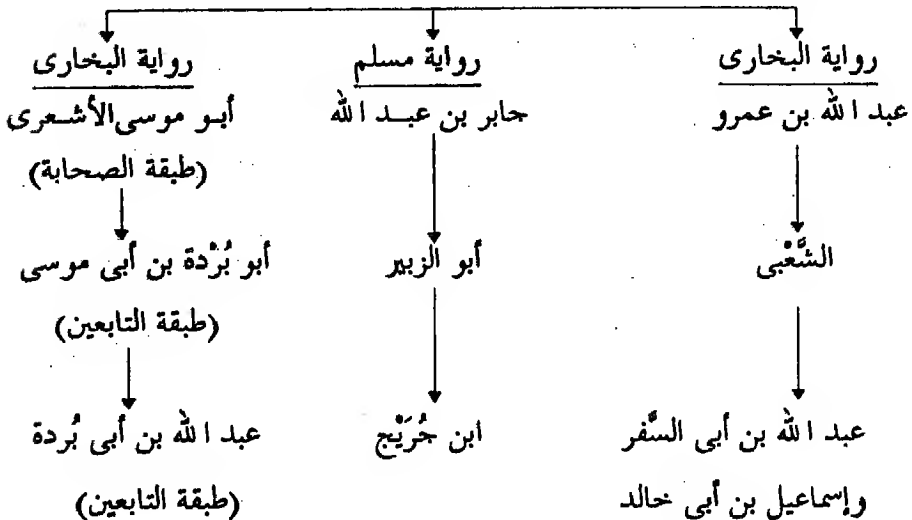 رواية البخارى رواية مسلم رواية البخارى
عبد الله بن عمرو جابر بن عبد الله أبو موسى الأشعرى
(طبقة الصحابة)
الشَّعْبى أبو الزبير أبو بُرْدة بن أبى موسى
(طبقة التابعين)
عبد الله بن أبى السَّفر ابن جُرَيْج عبد الله بن أبى بُردة
وإسماعيل بن أبى خالد (طبقة التابعين)